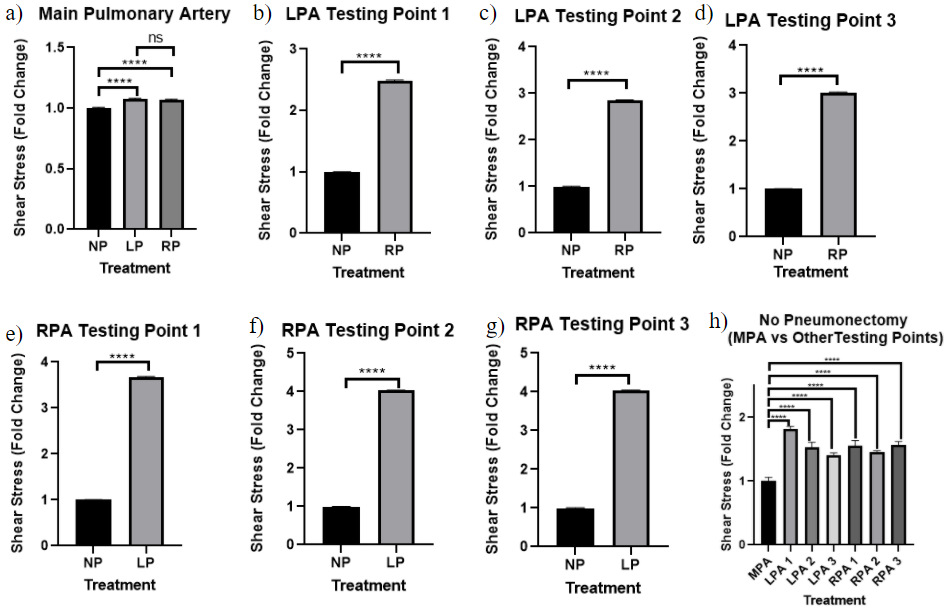 a) Main Pulmonary Artery
Shear Stress (Fold Change)
1.5
1.0
0.5
0.0
ns
****
****
NP LP RP
Treatment
b) LPA Testing Point 1
Shear Stress (Fold Change)
3
2
1
0
****
NP RP
Treatment
c) LPA Testing Point 2
Shear Stress (Fold Change)
4
3
2
1
0
****
NP RP
Treatment
d) LPA Testing Point 3
Shear Stress (Fold Change)
4
3
2
1
0
****
NP RP
Treatment
e) RPA Testing Point 1
Shear Stress (Fold Change)
4
3
2
1
0
****
NP LP
Treatment
f) RPA Testing Point 2
Shear Stress (Fold Change)
5
4
3
2
1
0
****
NP LP
Treatment
g) RPA Testing Point 3
Shear Stress (Fold Change)
5
4
3
2
1
0
****
NP LP
Treatment
h) No Pneumonectomy
(MPA vs OtherTesting Points)
Shear Stress (Fold Change)
2
1
0
****
****
****
****
****
****
MPA LPA 1 LPA 2 LPA 3 RPA 1 RPA 2 RPA 3
Treatment